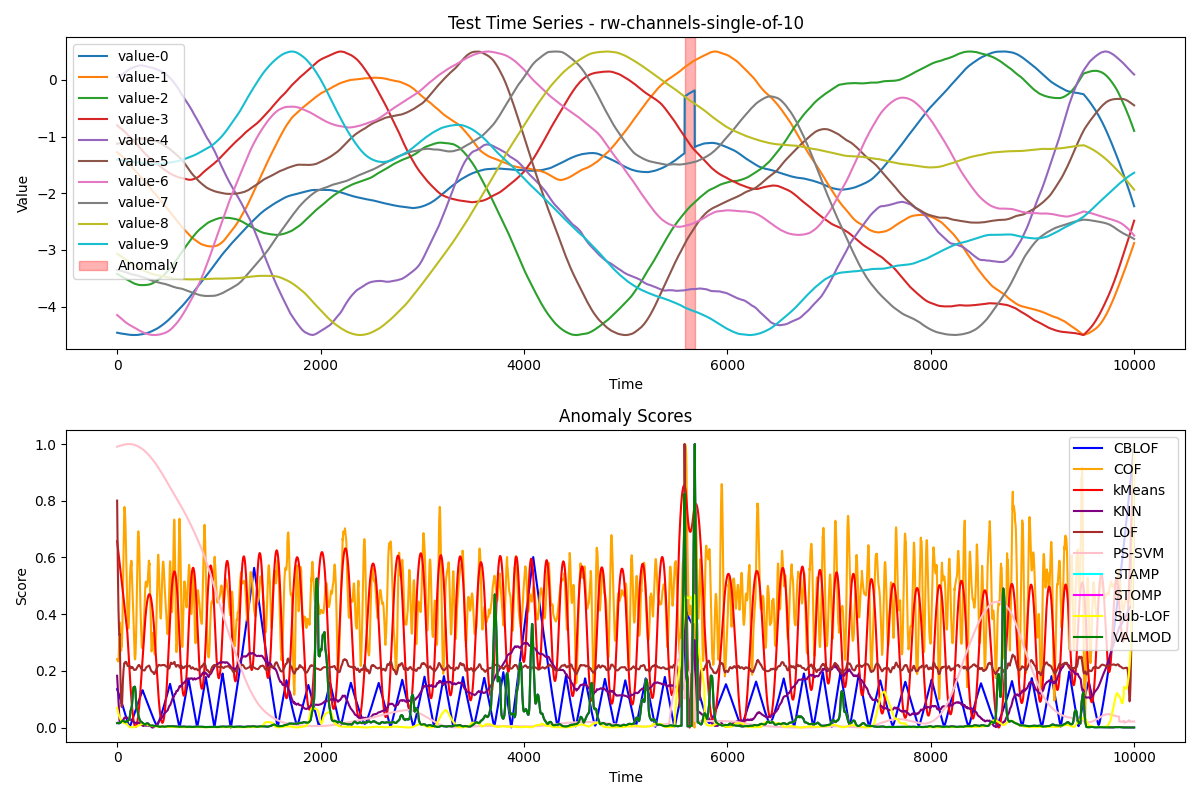 Test Time Series - rw-channels-single-of-10
value-0
value-1
value-2
value-3
value-4
value-5
value-6
value-7
value-8
value-9
Anomaly
Value
0
−1
−2
−3
−4
0
2000
4000
6000
8000
10000
Time
Anomaly Scores
CBLOF
COF
kMeans
KNN
LOF
PS-SVM
STAMP
STOMP
Sub-LOF
VALMOD
Score
1.0
0.8
0.6
0.4
0.2
0.0
0
2000
4000
6000
8000
10000
Time